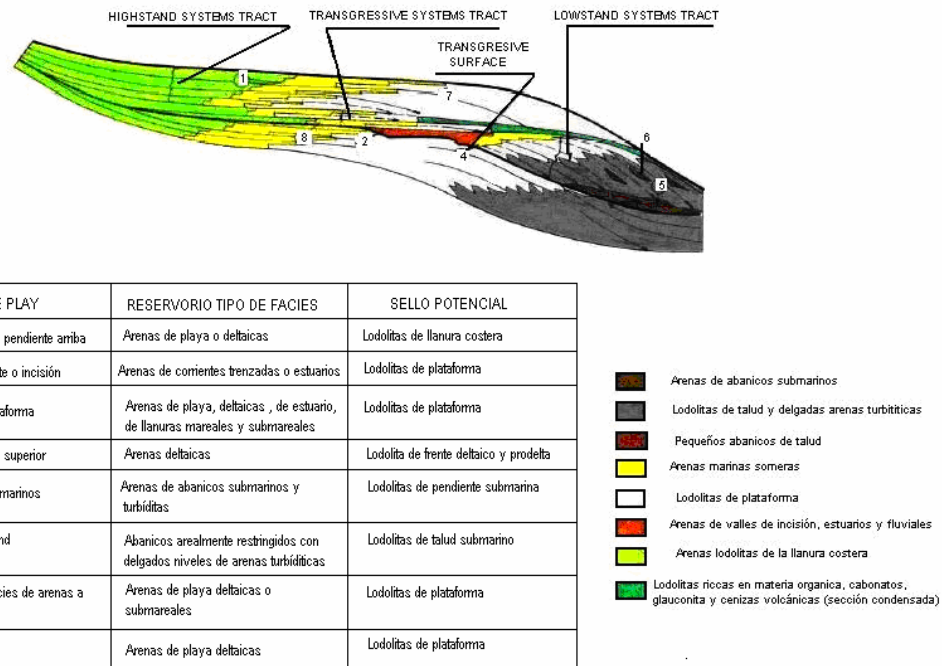 HIGHSTAND SYSTEMS TRACT
TRANSGRESSIVE SYSTEMS TRACT
LOWSTAND SYSTEMS TRACT
TRANSGRESIVE
SURFACE
1
7
8
2
4
6
5
E PLAY
RESERVORIO TIPO DE FACIES
SELLO POTENCIAL
pendiente arriba
Arenas de playa o deltaicas
Lodolitas de llanura costera
te o incisión
Arenas de corrientes trenzadas o estuarios
Lodolitas de plataforma
aforma
Arenas de playa, deltaicas , de estuario,
de llanuras mareales y submareales
Lodolitas de plataforma
superior
Arenas deltaicas
Lodolita de frente deltaico y prodelta
marinos
Arenas de abanicos submarinos y
turbíditas
Lodolitas de pendiente submarina
nd
Abanicos arealmente restringidos con
delgados niveles de arenas turbíditicas
Lodolitas de talud submarino
cies de arenas a
Arenas de playa deltaicas o
submareales
Lodolitas de plataforma
Arenas de playa deltaicas
Lodolitas de plataforma
Arenas de abanicos submarinos
Lodolitas de talud y delgadas arenas turbitíticas
Pequeños abanicos de talud
Arenas marinas someras
Lodolitas de plataforma
Arenas de valles de incisión, estuarios y fluviales
Arenas lodolitas de la llanura costera
Lodolitas riccas en materia organica, cabonatos,
glauconita y cenizas volcánicas (sección condensada)